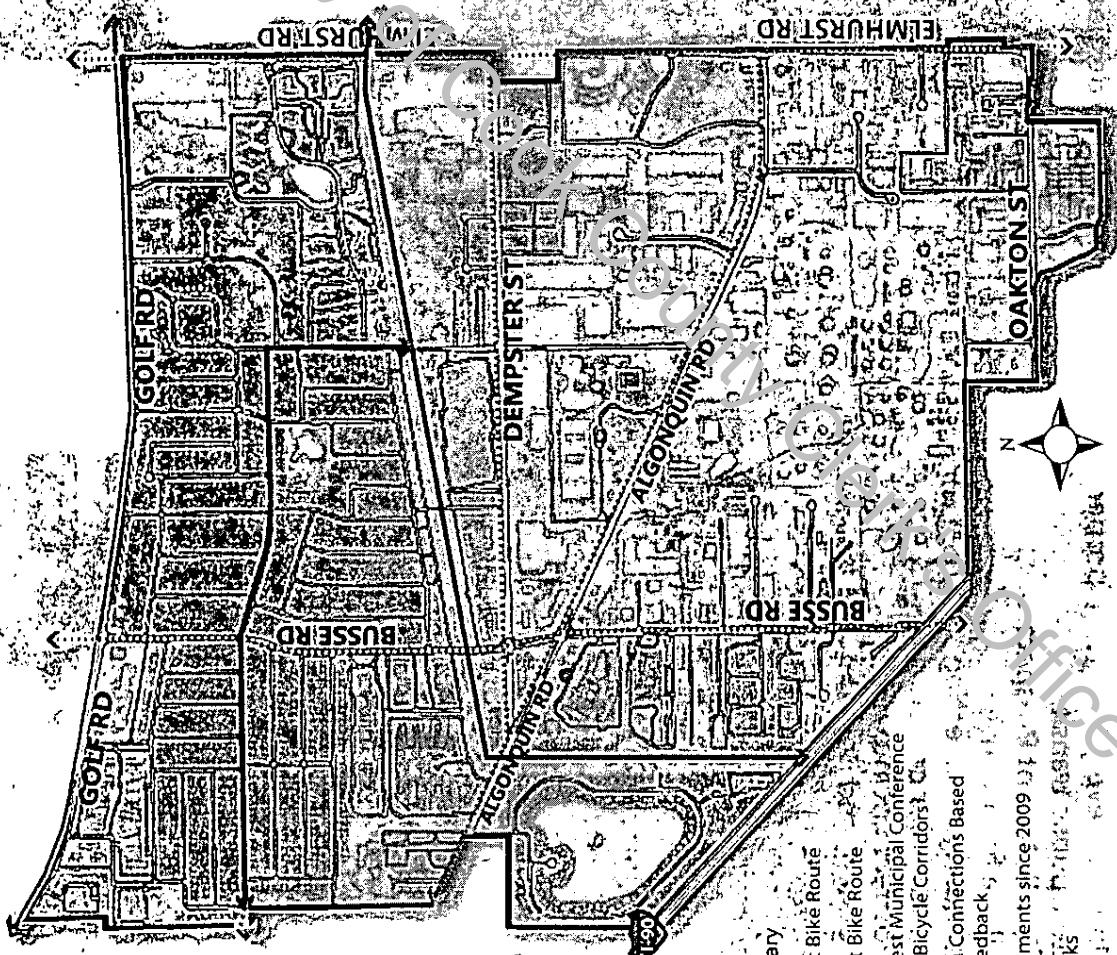 ELMHURST RD
ELMHURST RD
GOLF RD
GOLF RD
DEMPSTER ST
ALGONQUIN RD
ALGONQUIN RD
BUSSE RD
BUSSE RD
OAKTON ST
I-90
N
ary
Bike Route
Bike Route
est Municipal Conference
Bicycle Corridors
Connections Based
edback
ments since 2009
ks
of Cook County Clerk's Office